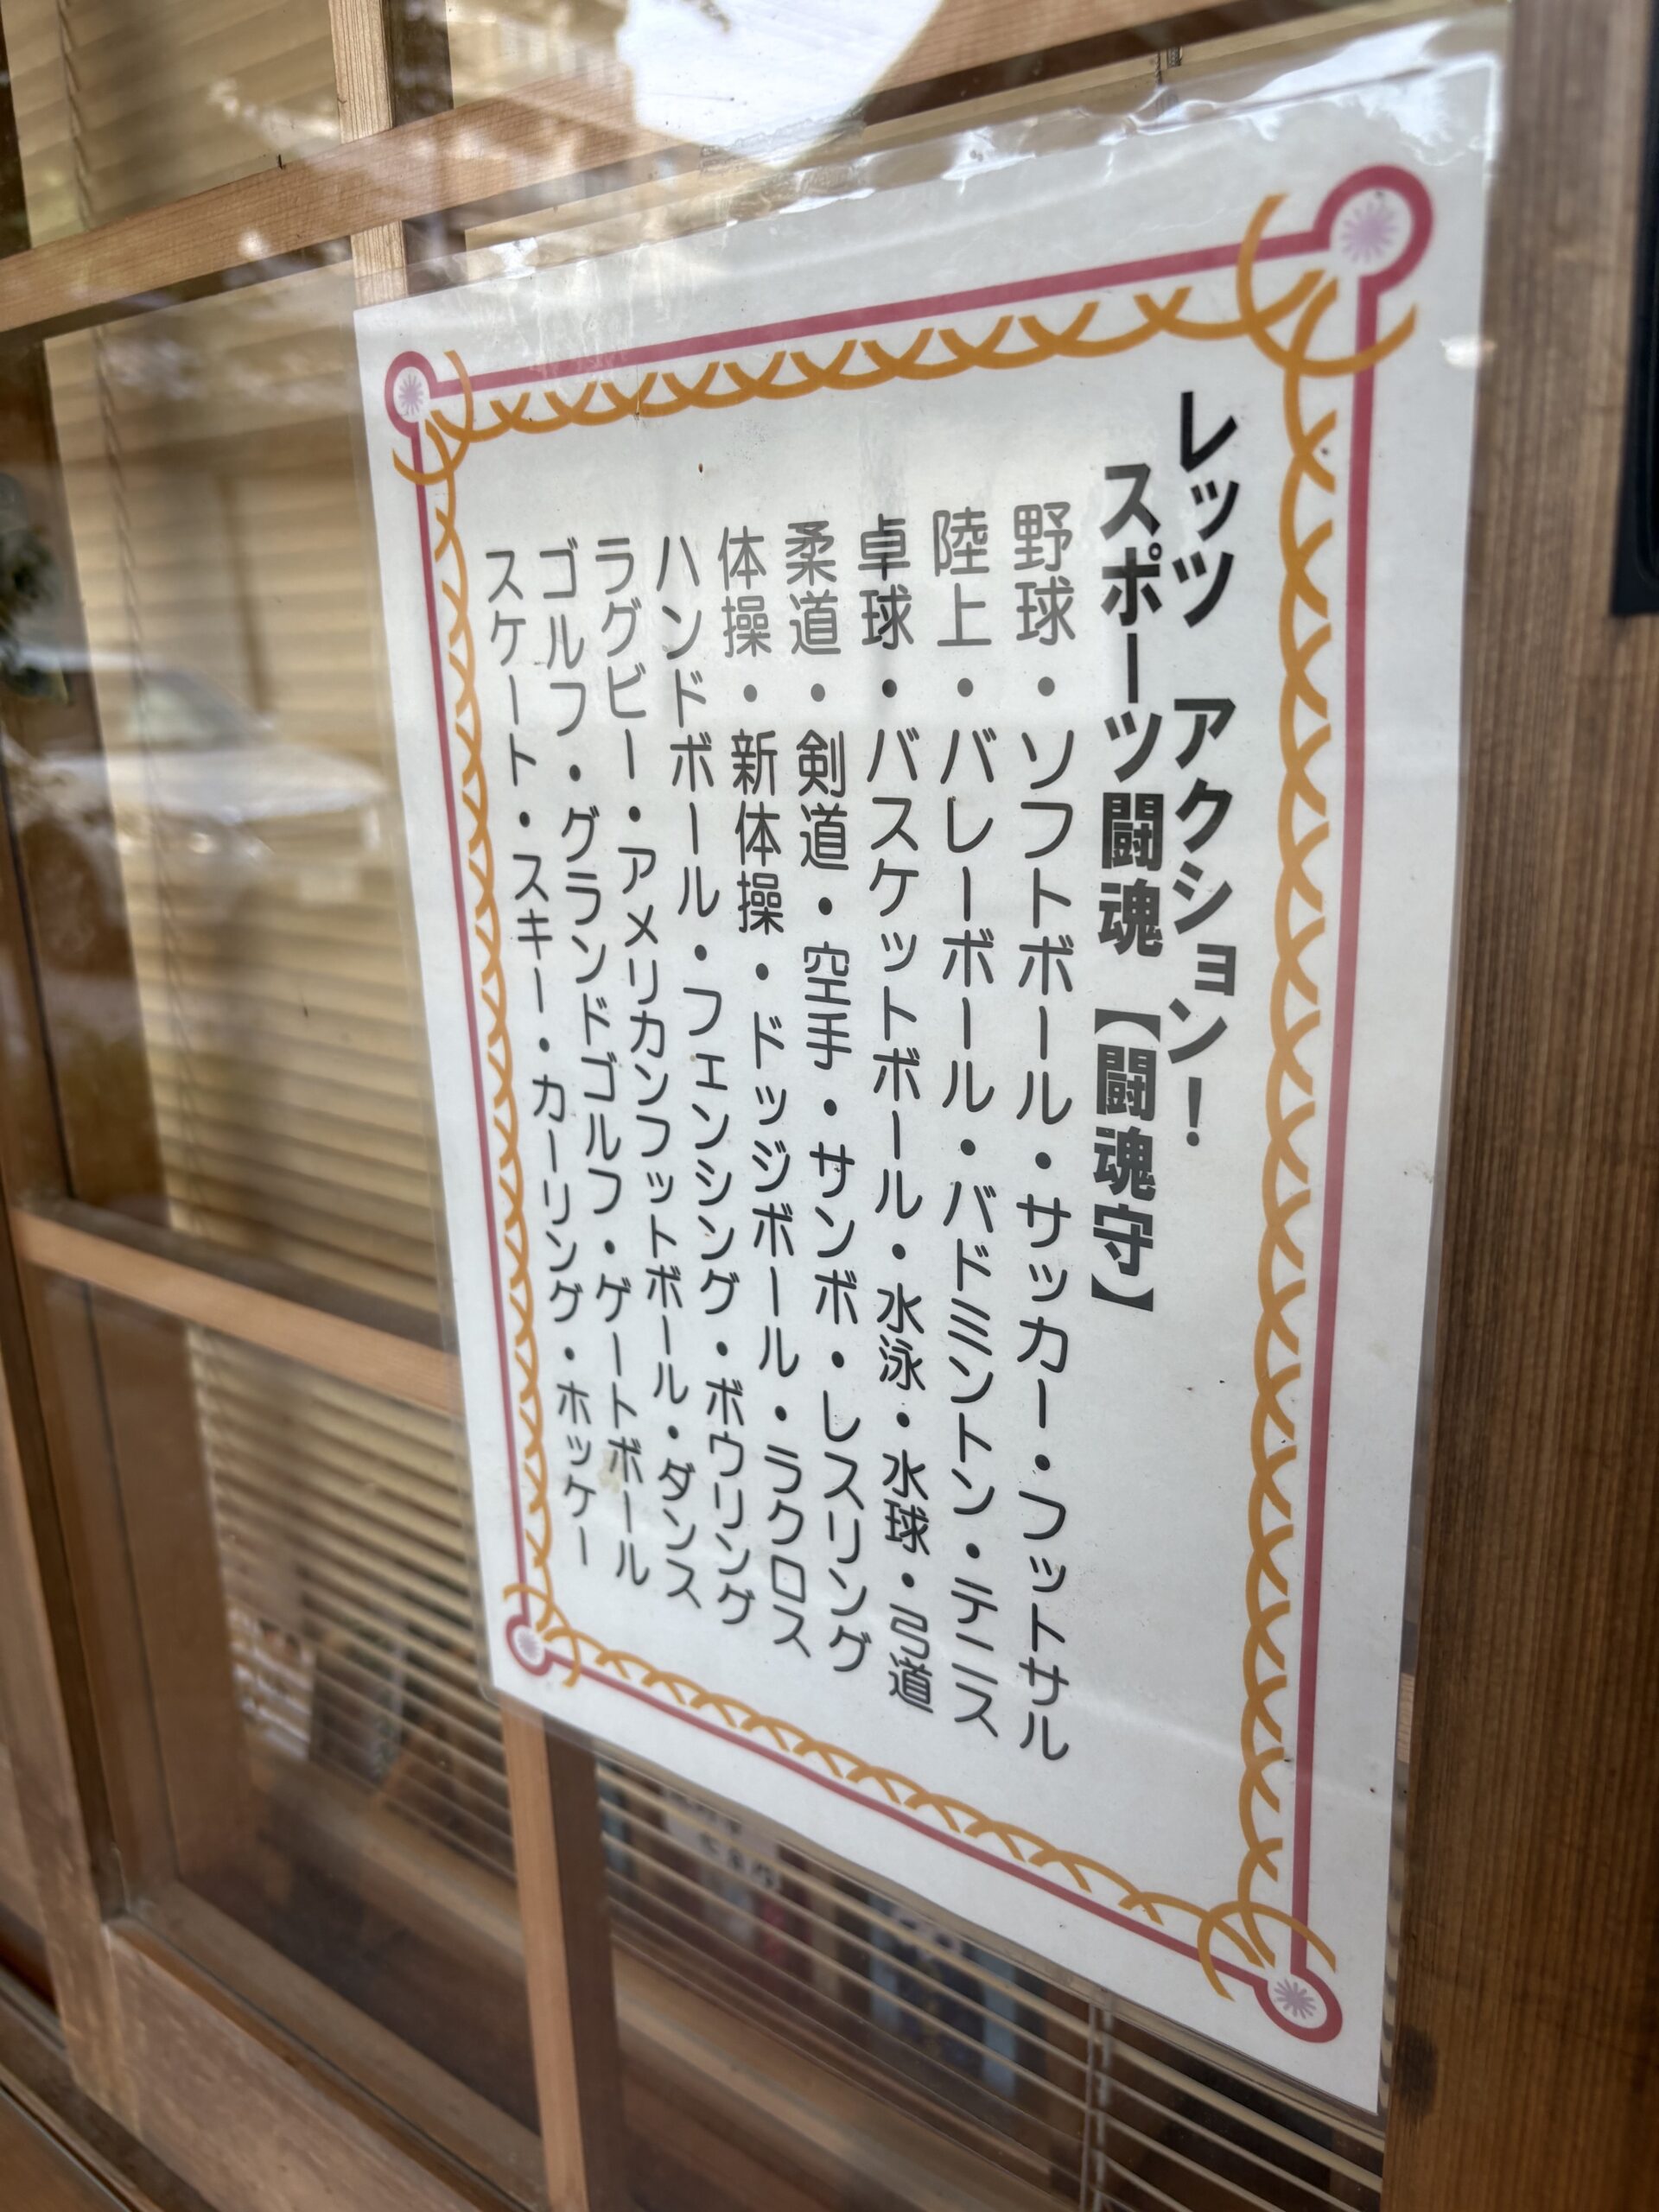 レッツ アクション!
スポーツ闘魂【闘魂守】
野球・ソフトボール・サッカー・フットサル
陸上・バレーボール・バドミントン・テニス
卓球・バスケットボール・水泳・水球・弓道
柔道・剣道・空手・サンボ・レスリング
体操・新体操・ドッジボール・ラクロス
ハンドボール・フェンシング・ボウリング
ラグビー・アメリカンフットボール・ダンス
ゴルフ・グランドゴルフ・ゲートボール
スケート・スキー・カーリング・ホッケー